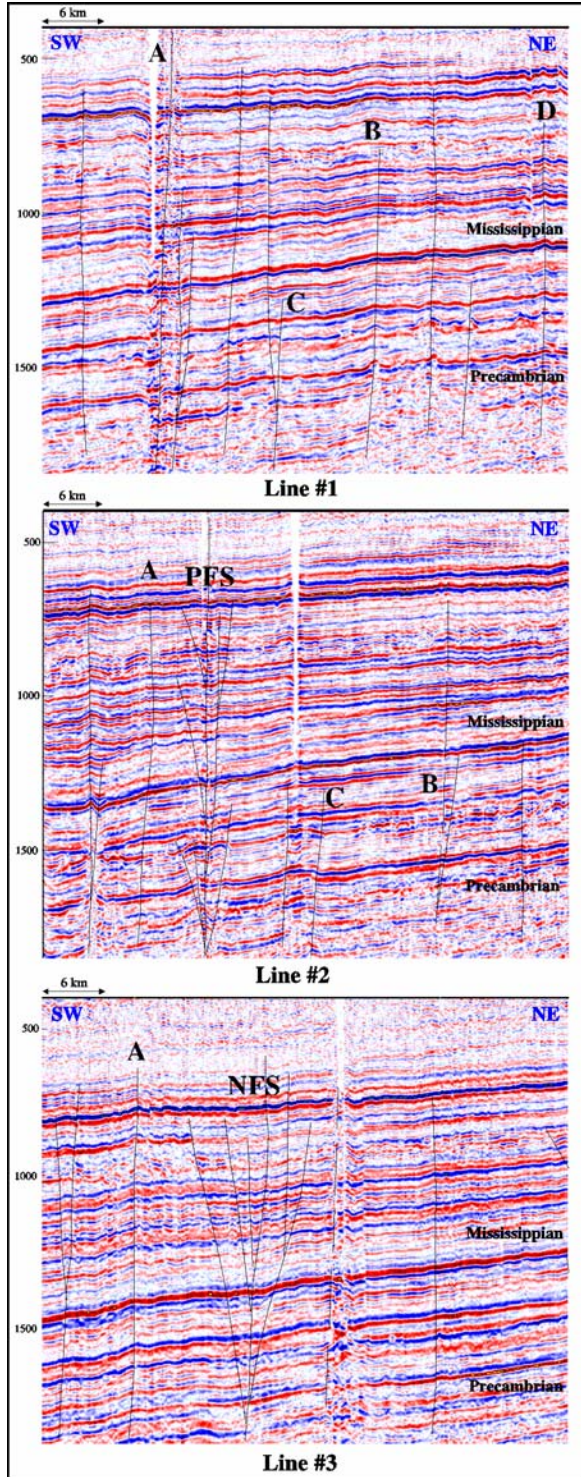 6 km
SW A NE
500
B D
1000
Mississippian
C
1500
Precambrian
Line #1
6 km
SW NE
500
A PFS
1000
Mississippian
C B
1500
Precambrian
Line #2
6 km
SW NE
500
A
NFS
1000
Mississippian
1500
Precambrian
Line #3